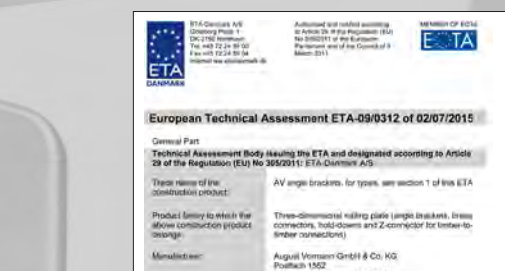 ETA-Danmark A/S
Göteborg Plads 1
DK-2150 Nordhavn
Tel. +45 72 24 59 00
Fax +45 72 24 59 04
Internet www.etadanmark.dk
Authorised and notified according
to Article 29 of the Regulation (EU)
No 305/2011 of the European
Parliament and of the Council of 9
March 2011
MEMBER OF EOTA
ETA
DANMARK
European Technical Assessment ETA-09/0312 of 02/07/2015
General Part
Technical Assessment Body issuing the ETA and designated according to Article
29 of the Regulation (EU) No 305/2011: ETA-Danmark A/S
Trade name of the
construction product:
AV angle brackets, for types, see section 1 of this ETA
Product family to which the
above construction product
belongs:
Three-dimensional nailing plate (angle brackets,
connectors, hold-downs and Z-connector for timber-to-
timber connections)
Manufacturer:
August Vormann GmbH & Co. KG
Postfach 1562